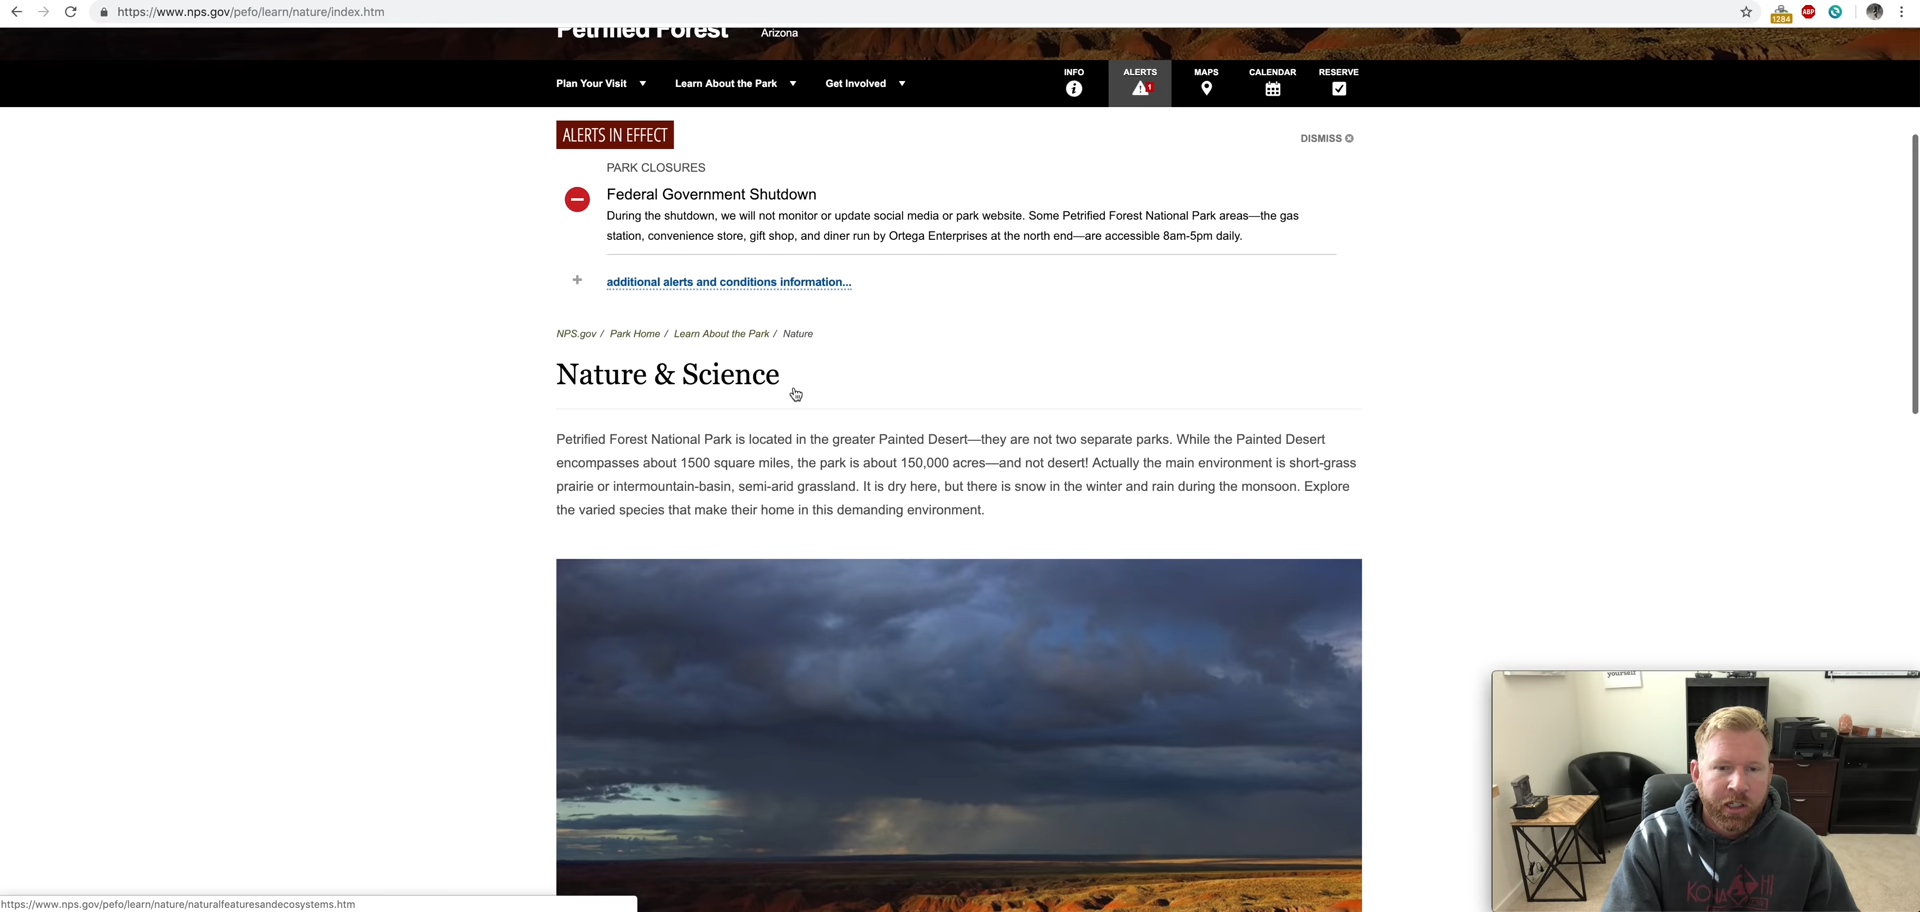 https://www.nps.gov/pefo/learn/nature/index.htm
1284
ABP
Petrified Forest
Arizona
Plan Your Visit
Learn About the Park
Get Involved
INFO
ALERTS
MAPS
CALENDAR
RESERVE
1
ALERTS IN EFFECT
DISMISS
PARK CLOSURES
Federal Government Shutdown
During the shutdown, we will not monitor or update social media or park website. Some Petrified Forest National Park areas—the gas
station, convenience store, gift shop, and diner run by Ortega Enterprises at the north end—are accessible 8am-5pm daily.
additional alerts and conditions information...
NPS.gov / Park Home / Learn About the Park / Nature
Nature & Science
Petrified Forest National Park is located in the greater Painted Desert—they are not two separate parks. While the Painted Desert
encompasses about 1500 square miles, the park is about 150,000 acres—and not desert! Actually the main environment is short-grass
prairie or intermountain-basin, semi-arid grassland. It is dry here, but there is snow in the winter and rain during the monsoon. Explore
the varied species that make their home in this demanding environment.
yourself
https://www.nps.gov/pefo/learn/nature/naturalfeaturesandecosystems.htm